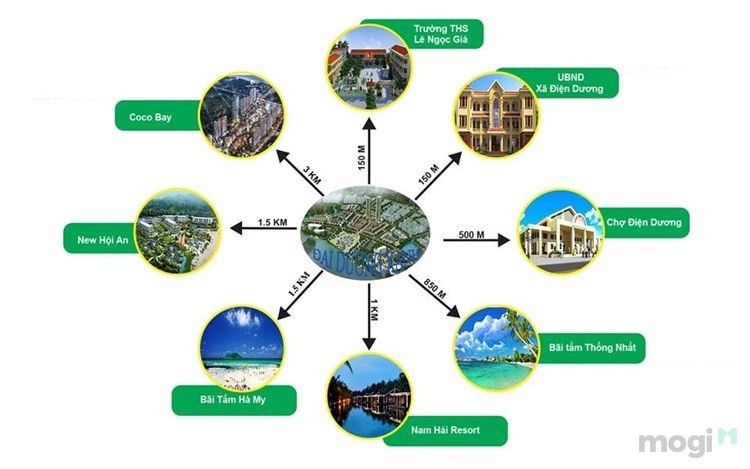 Trường THS
Lê Ngọc Giá
UBND
Xã Điện Dương
Coco Bay
3 KM
150 M
150 M
New Hội An
1.5 KM
500 M
Chợ Điện Dương
ĐẠI DƯƠNG XANH
1.5 KM
1 KM
850 M
Bãi tắm Thống Nhất
Bãi Tắm Hà My
Nam Hải Resort
mogi